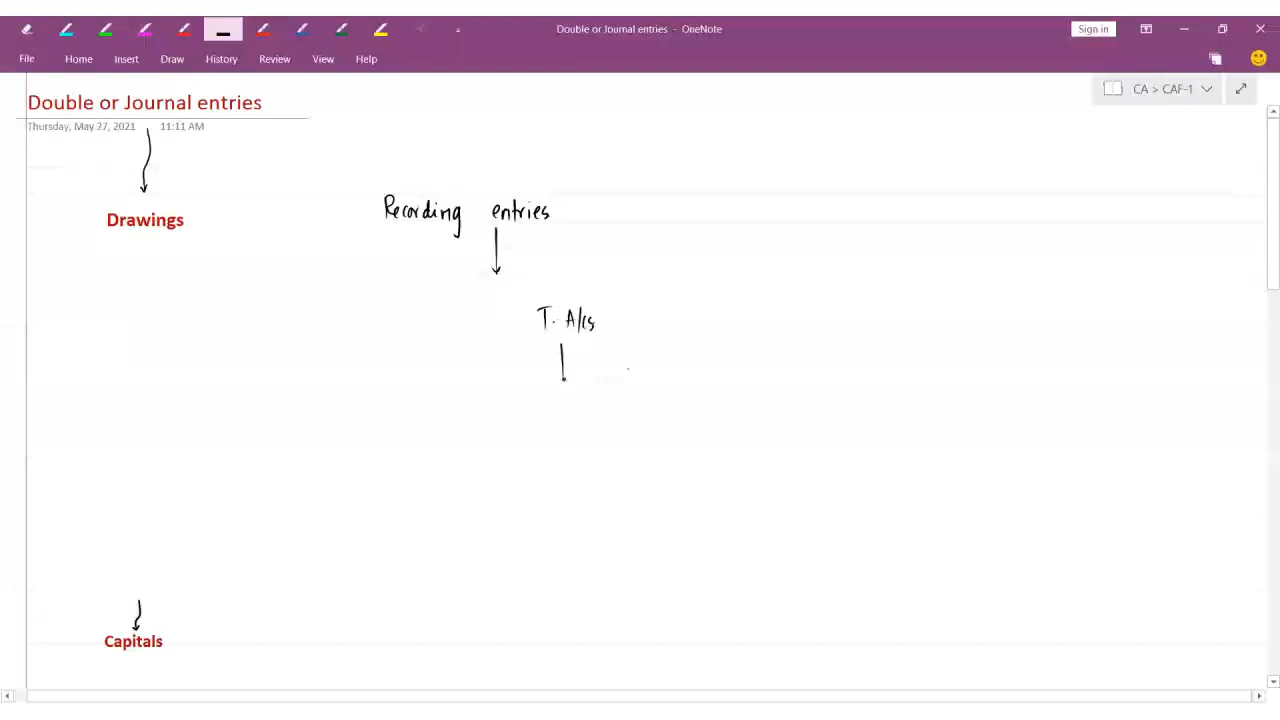 Double or Journal entries - OneNote
Sign in
File Home Insert Draw History Review View Help
CA > CAF-1
Double or Journal entries
Thursday, May 27, 2021 11:11 AM
Drawings
Recording entries
T. A/cs
Capitals